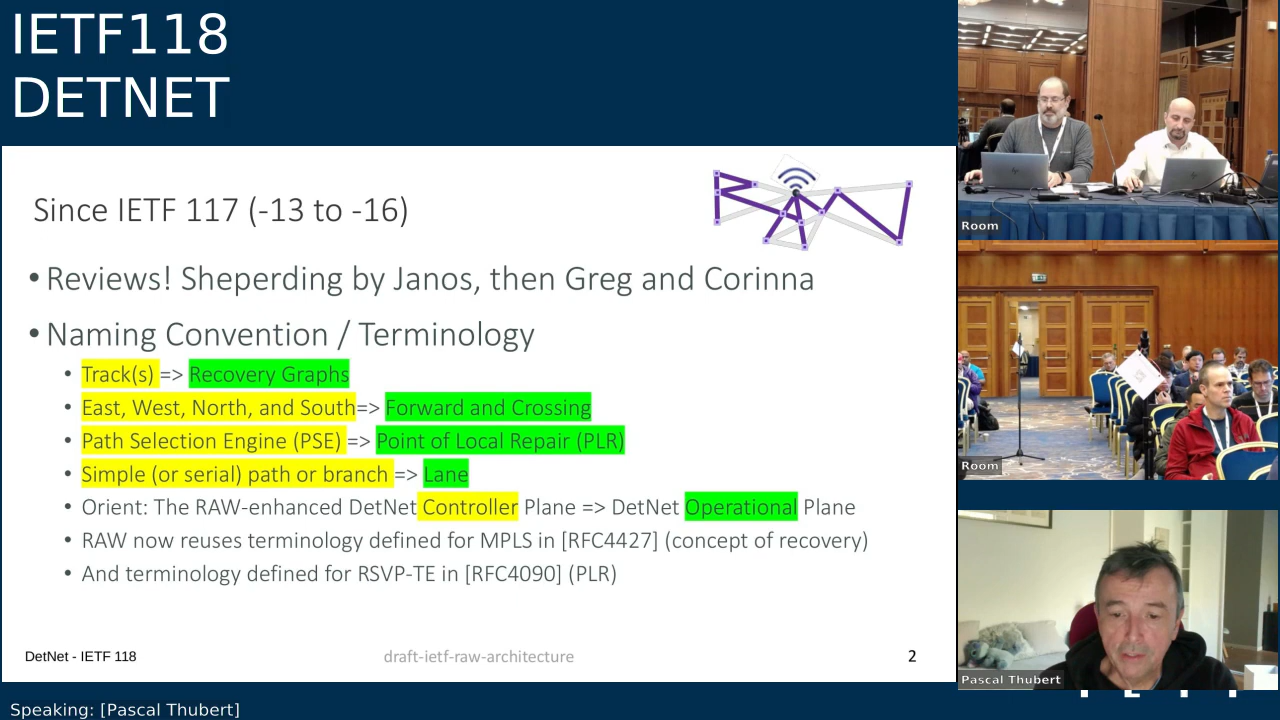 IETF118
DETNET
Since IETF 117 (-13 to -16)
• Reviews! Sheperding by Janos, then Greg and Corinna
• Naming Convention / Terminology
• Track(s) => Recovery Graphs
• East, West, North, and South=> Forward and Crossing
• Path Selection Engine (PSE) => Point of Local Repair (PLR)
• Simple (or serial) path or branch => Lane
• Orient: The RAW-enhanced DetNet Controller Plane => DetNet Operational Plane
• RAW now reuses terminology defined for MPLS in [RFC4427] (concept of recovery)
• And terminology defined for RSVP-TE in [RFC4090] (PLR)
DetNet - IETF 118
draft-ietf-raw-architecture
2
Room
Room
Pascal Thubert
Speaking: [Pascal Thubert]